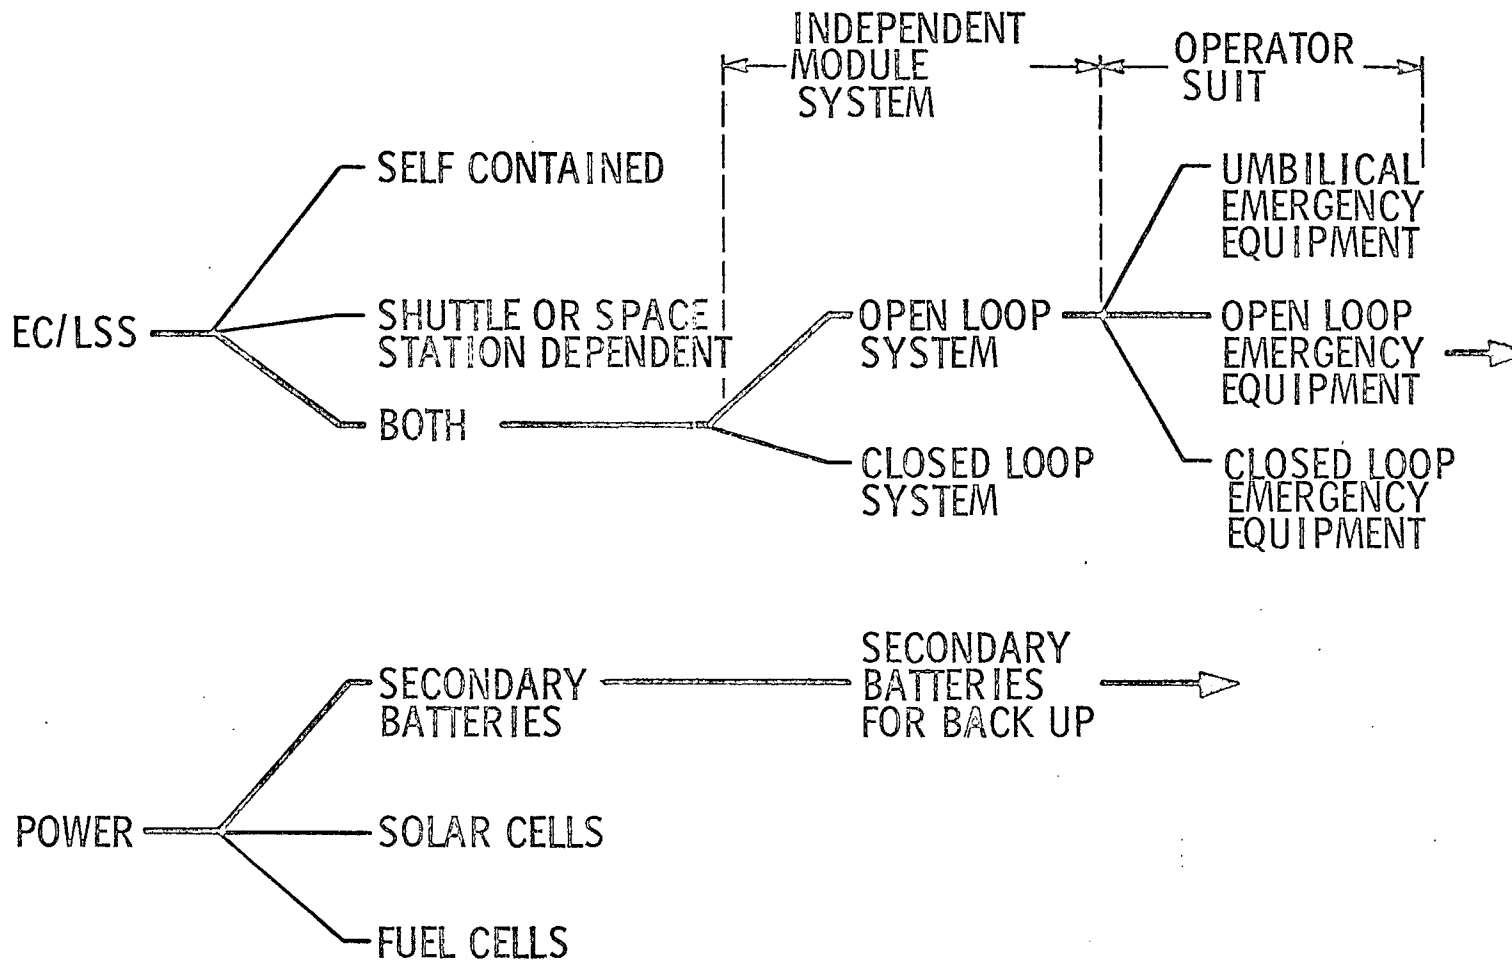 INDEPENDENT
MODULE
SYSTEM
OPERATOR
SUIT
EC/LSS
SELF CONTAINED
SHUTTLE OR SPACE
STATION DEPENDENT
BOTH
OPEN LOOP
SYSTEM
CLOSED LOOP
SYSTEM
UMBILICAL
EMERGENCY
EQUIPMENT
OPEN LOOP
EMERGENCY
EQUIPMENT
CLOSED LOOP
EMERGENCY
EQUIPMENT
POWER
SECONDARY
BATTERIES
SECONDARY
BATTERIES
FOR BACK UP
SOLAR CELLS
FUEL CELLS